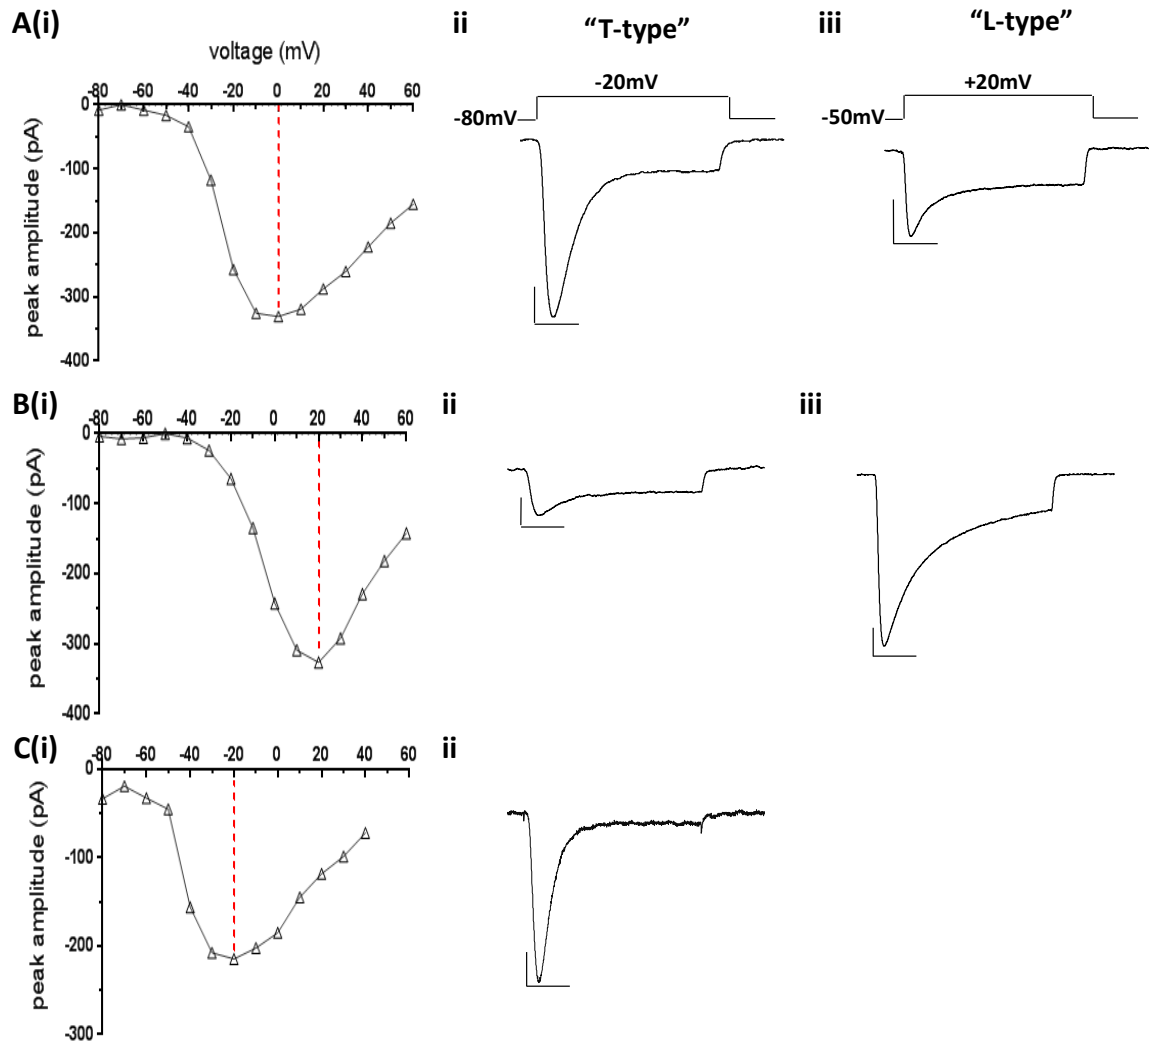 A(i)
ii
“T-type”
iii
“L-type”
voltage (mV)
-80 -60 -40 -20 0 20 40 60
0
-100
-200
-300
-400
peak amplitude (pA)
-20mV
-80mV
+20mV
-50mV
B(i)
ii
iii
-80 -60 -40 -20 0 20 40 60
0
-100
-200
-300
-400
peak amplitude (pA)
C(i)
ii
-80 -60 -40 -20 0 20 40 60
0
-100
-200
-300
peak amplitude (pA)